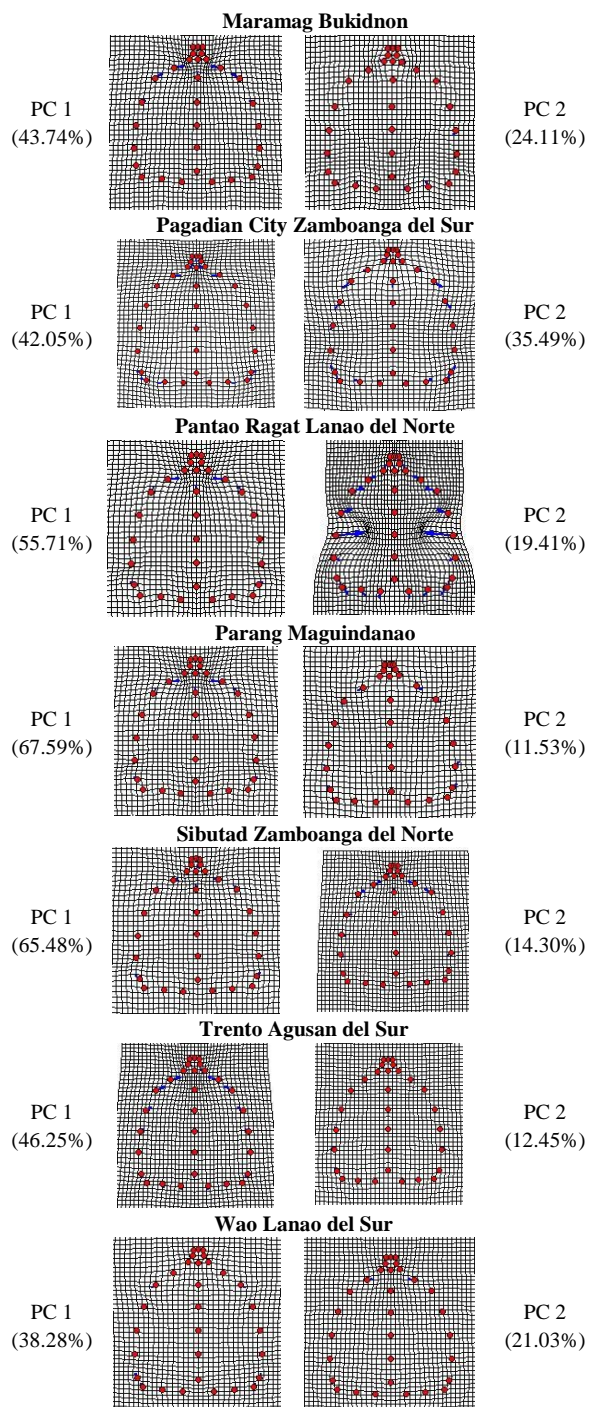 Maramag Bukidnon
PC 1
(43.74%)
PC 2
(24.11%)
Pagadian City Zamboanga del Sur
PC 1
(42.05%)
PC 2
(35.49%)
Pantao Ragat Lanao del Norte
PC 1
(55.71%)
PC 2
(19.41%)
Parang Maguindanao
PC 1
(67.59%)
PC 2
(11.53%)
Sibutad Zamboanga del Norte
PC 1
(65.48%)
PC 2
(14.30%)
Trento Agusan del Sur
PC 1
(46.25%)
PC 2
(12.45%)
Wao Lanao del Sur
PC 1
(38.28%)
PC 2
(21.03%)